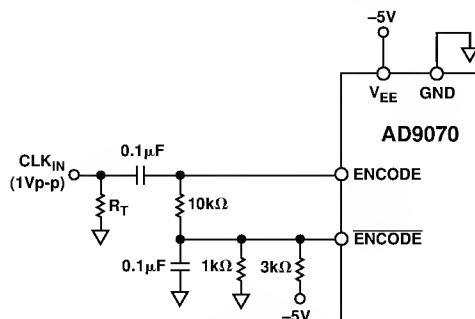 –5V
VEE
GND
AD9070
0.1µF
CLKIN
(1Vp-p)
ENCODE
RT
10kΩ
ENCODE
0.1µF
1kΩ
3kΩ
–5V